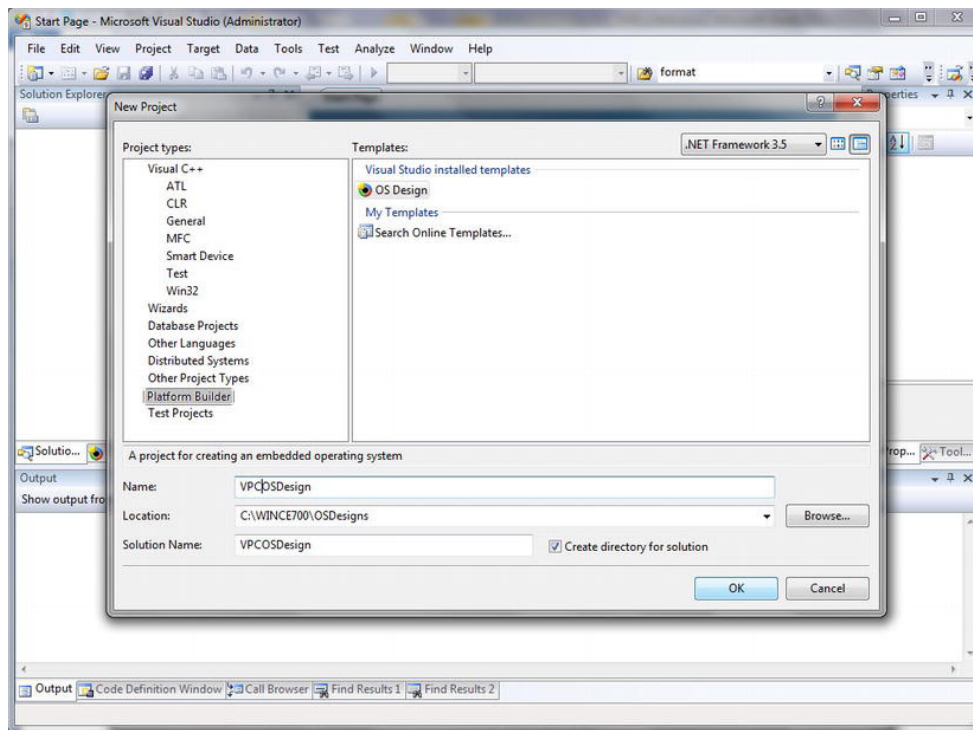 Start Page - Microsoft Visual Studio (Administrator)
File Edit View Project Target Data Tools Test Analyze Window Help
format
Solution Explorer
New Project
Project types:
Templates:
.NET Framework 3.5
Visual C++
ATL
CLR
General
MFC
Smart Device
Test
Win32
Wizards
Database Projects
Other Languages
Distributed Systems
Other Project Types
Platform Builder
Test Projects
Visual Studio installed templates
OS Design
My Templates
Search Online Templates...
A project for creating an embedded operating system
Name: VPCOSDesign
Location: C:\WINCE700\OSDesigns Browse...
Solution Name: VPCOSDesign Create directory for solution
OK Cancel
Solutio...
Tool...
Output
Show output fro
Output Code Definition Window Call Browser Find Results 1 Find Results 2